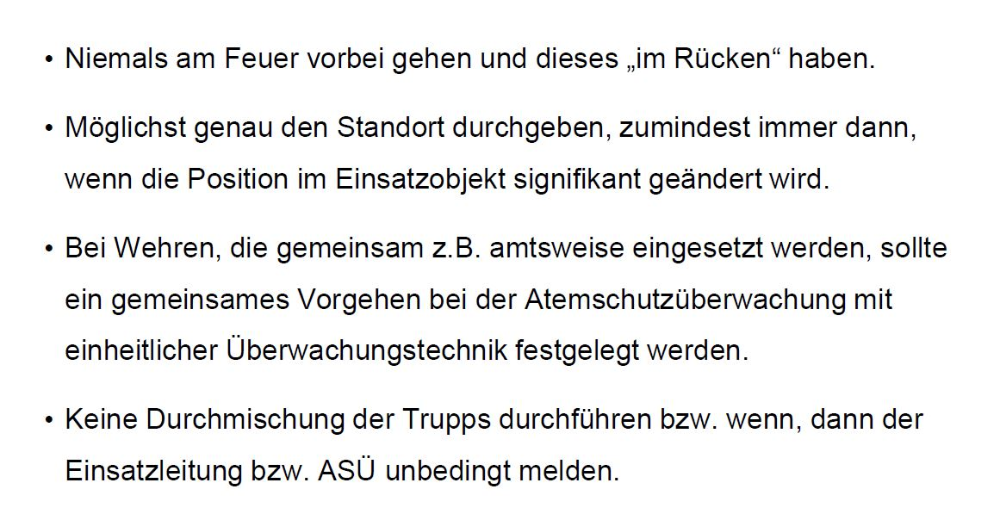 • Niemals am Feuer vorbei gehen und dieses „im Rücken“ haben.
• Möglichst genau den Standort durchgeben, zumindest immer dann,
wenn die Position im Einsatzobjekt signifikant geändert wird.
• Bei Wehren, die gemeinsam z.B. amtsweise eingesetzt werden, sollte
ein gemeinsames Vorgehen bei der Atemschutzüberwachung mit
einheitlicher Überwachungstechnik festgelegt werden.
• Keine Durchmischung der Trupps durchführen bzw. wenn, dann der
Einsatzleitung bzw. ASÜ unbedingt melden.